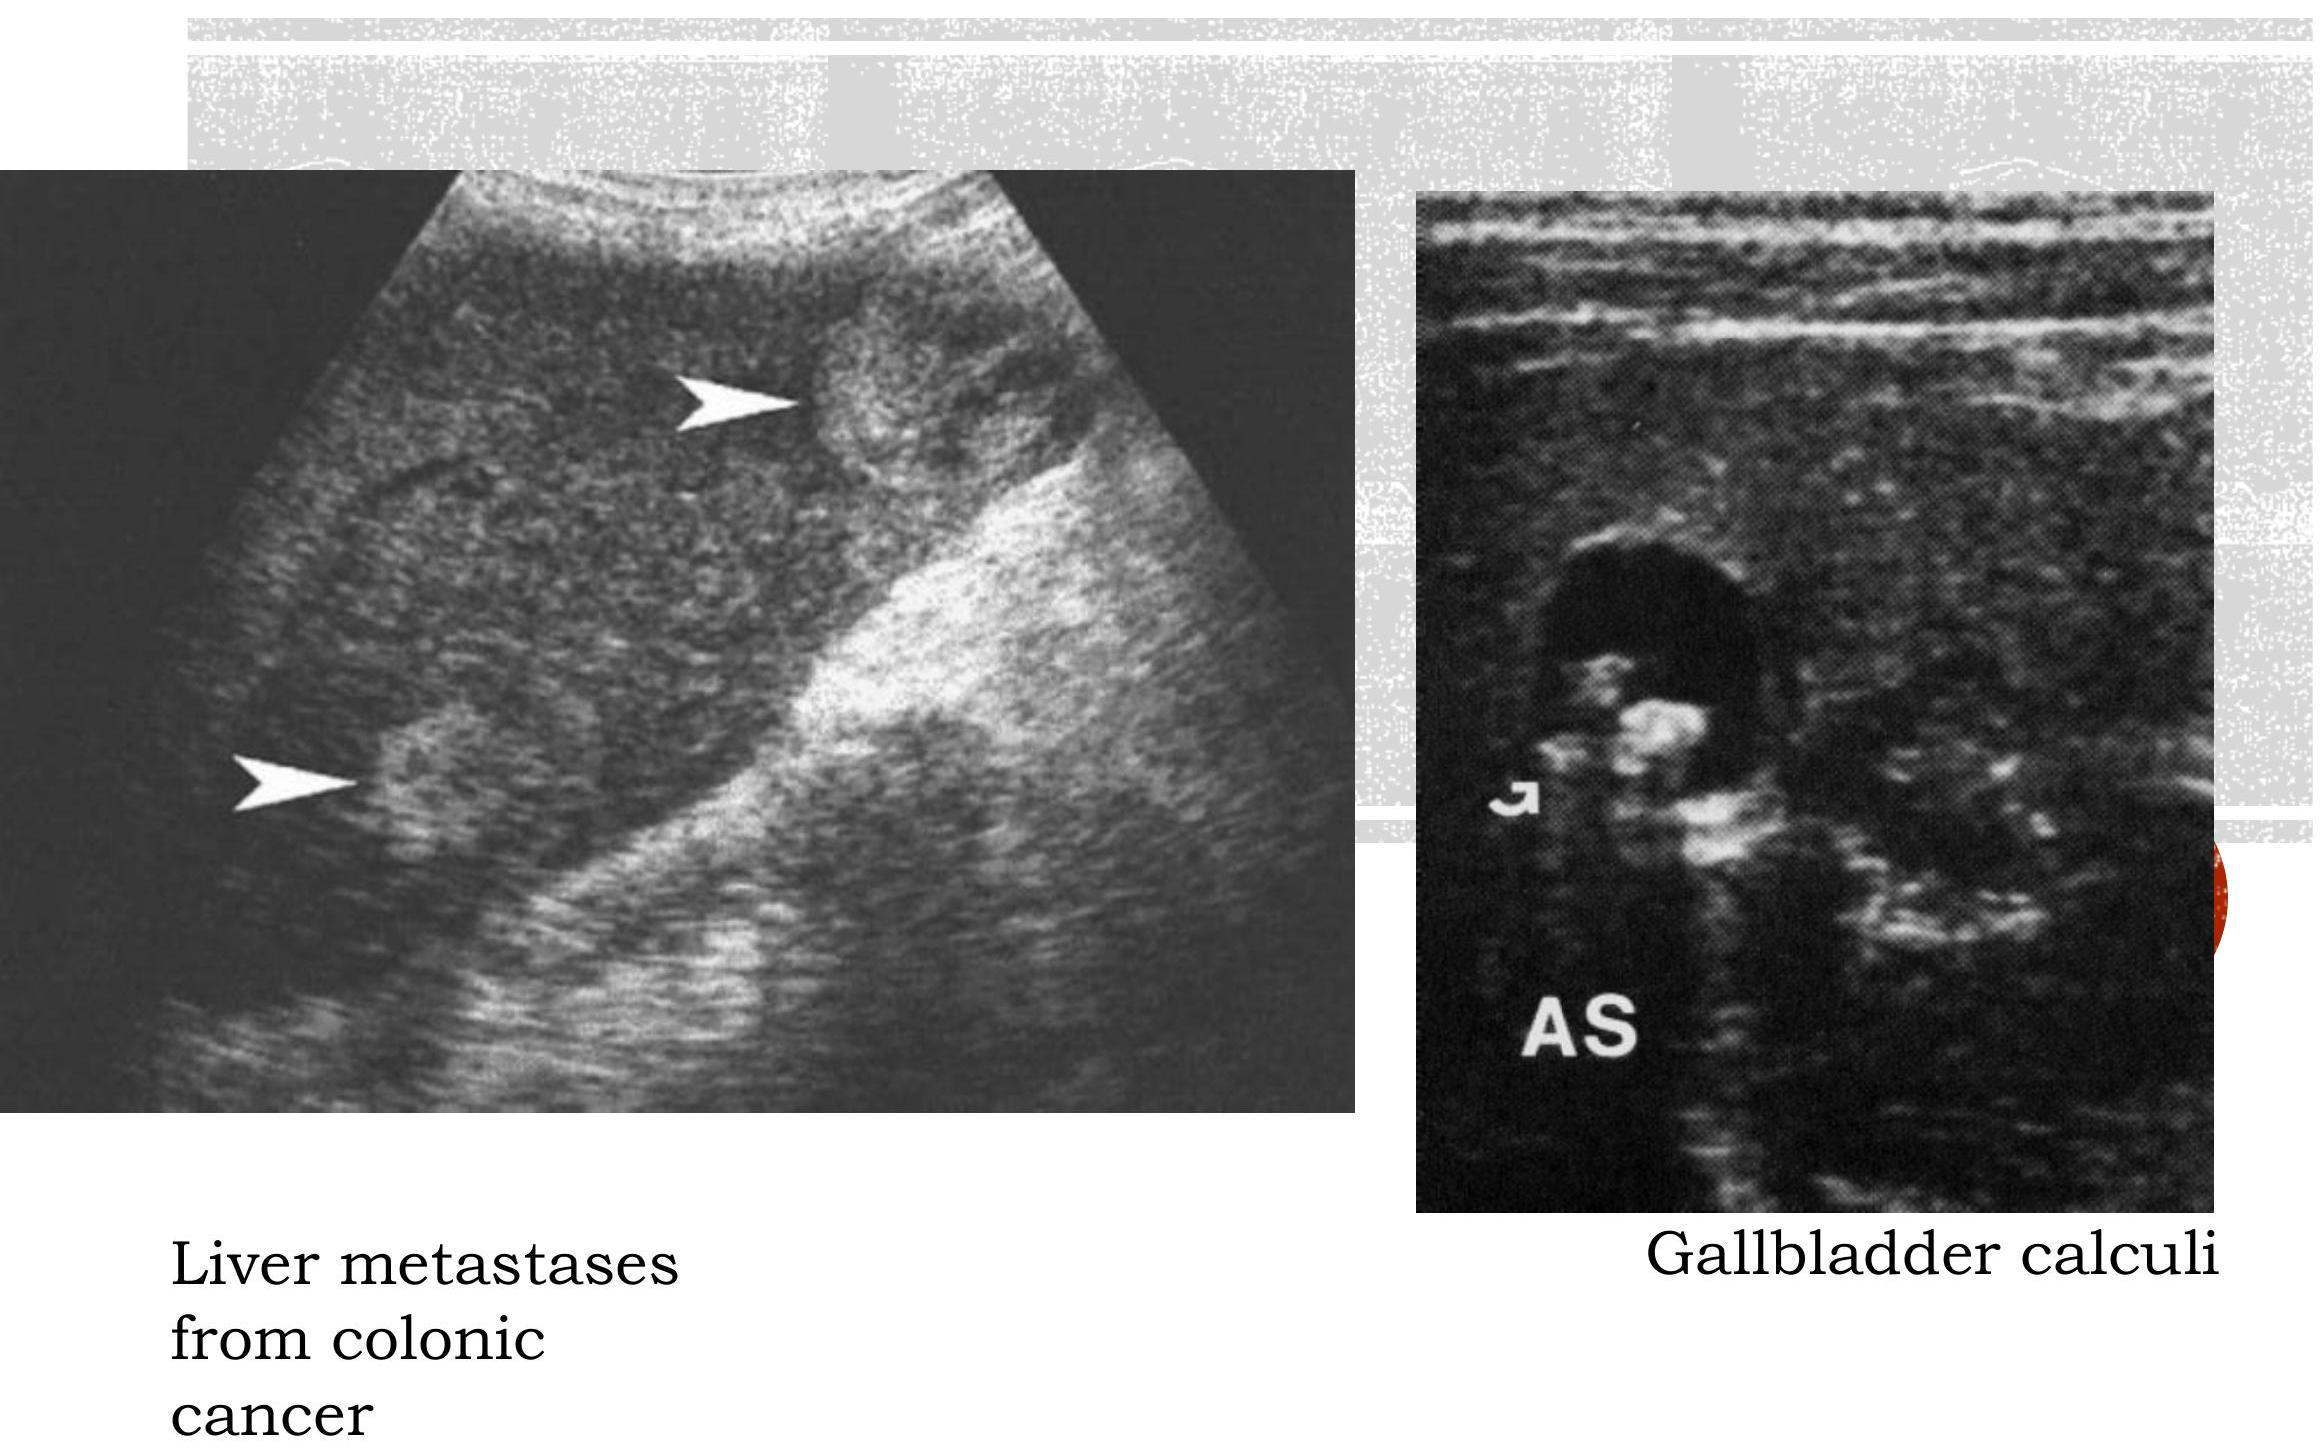 AS
Liver metastases
from colonic
cancer
Gallbladder calculi